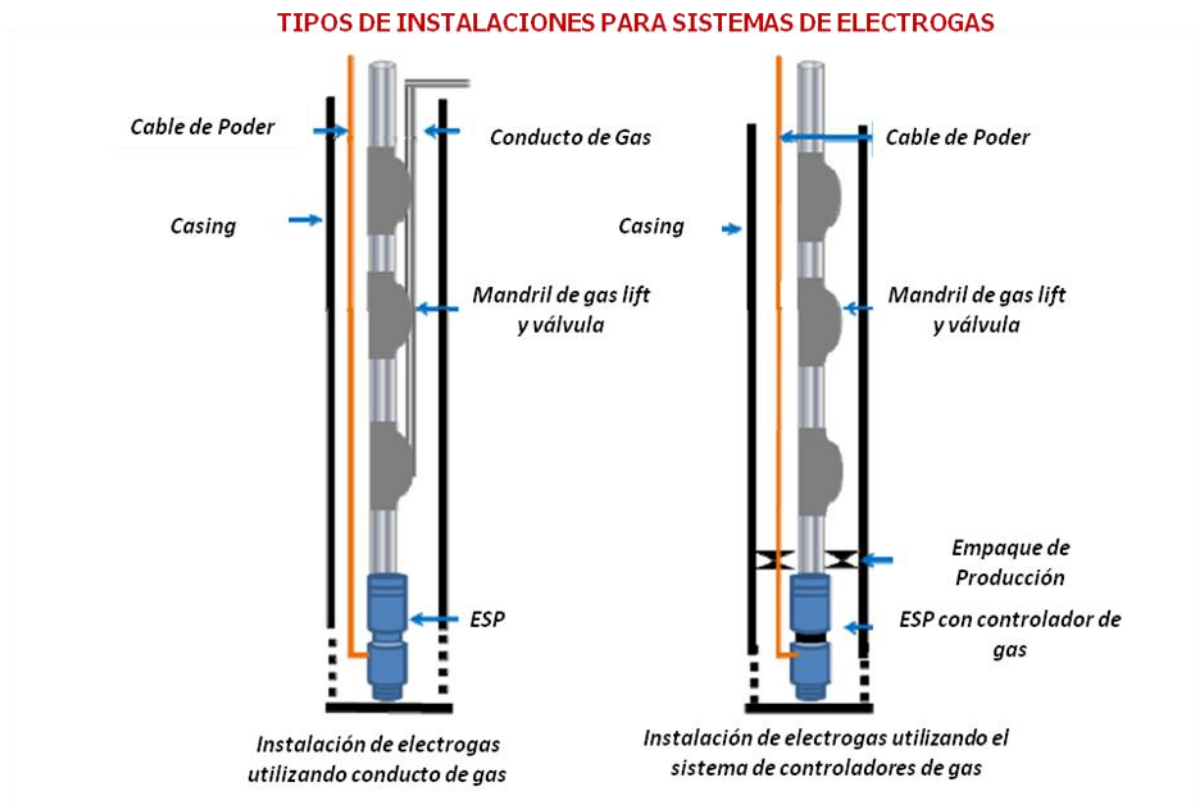 TIPOS DE INSTALACIONES PARA SISTEMAS DE ELECTROGAS
Cable de Poder
Conducto de Gas
Casing
Mandril de gas lift
y válvula
ESP
Instalación de electrogas
utilizando conducto de gas
Cable de Poder
Casing
Mandril de gas lift
y válvula
Empaque de
Producción
ESP con controlador de
gas
Instalación de electrogas utilizando el
sistema de controladores de gas